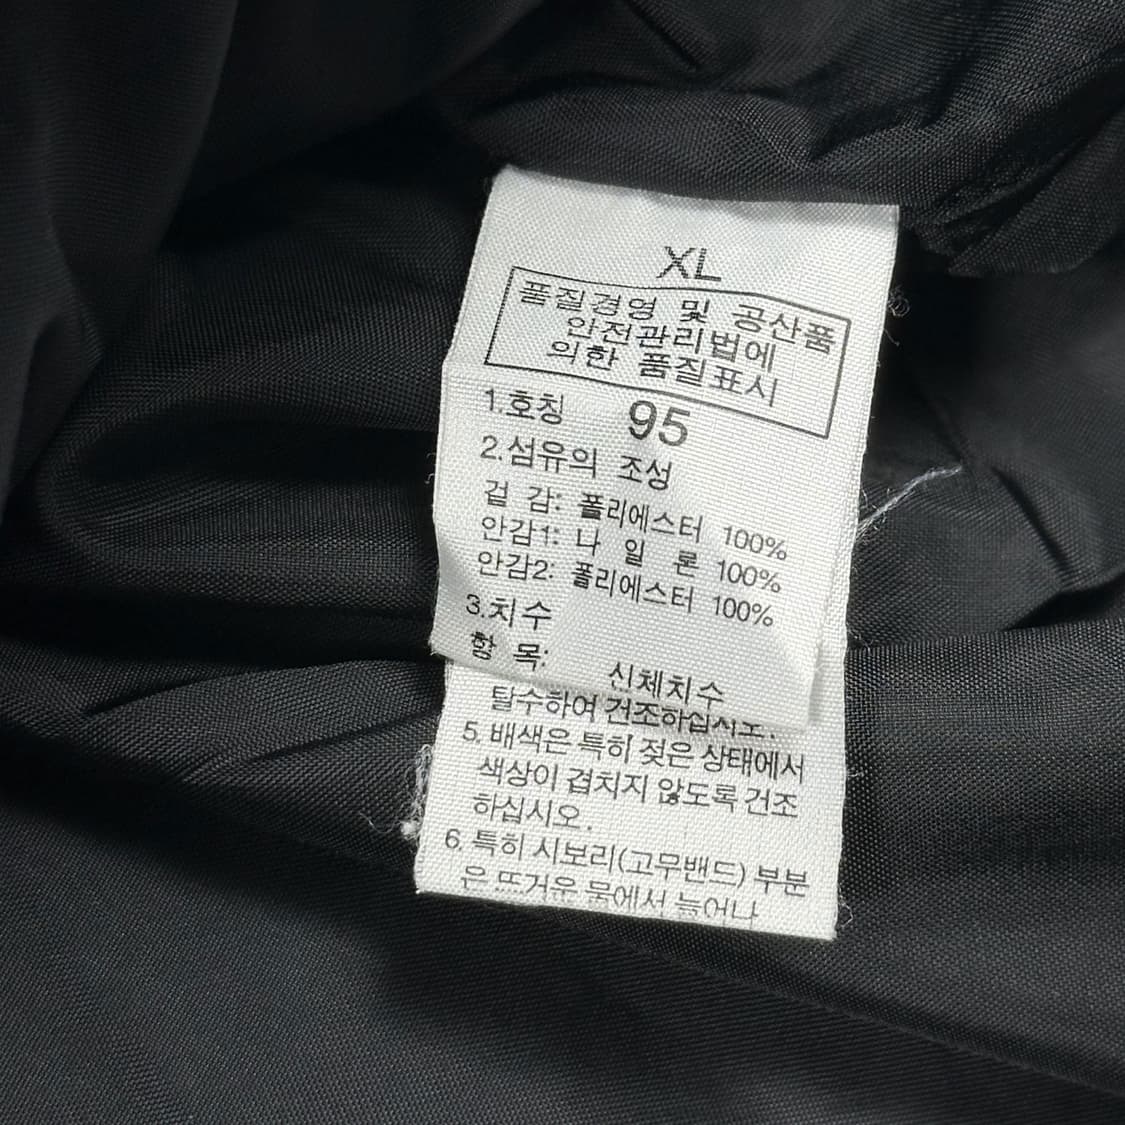 XL
품질경영 및 공산품
안전관리법에
의한 품질표시
1.호칭 95
2.섬유의 조성
겉 감: 폴리에스터 100%
안감1: 나 일 론 100%
안감2: 폴리에스터 100%
3.치수
항 목: 신체치수
탈수하여 건조하십시오.
5. 배색은 특히 젖은 상태에서
색상이 겹치지 않도록 건조
하십시오.
6. 특히 시보리(고무밴드) 부분
은 뜨거운 물에서 늘어나